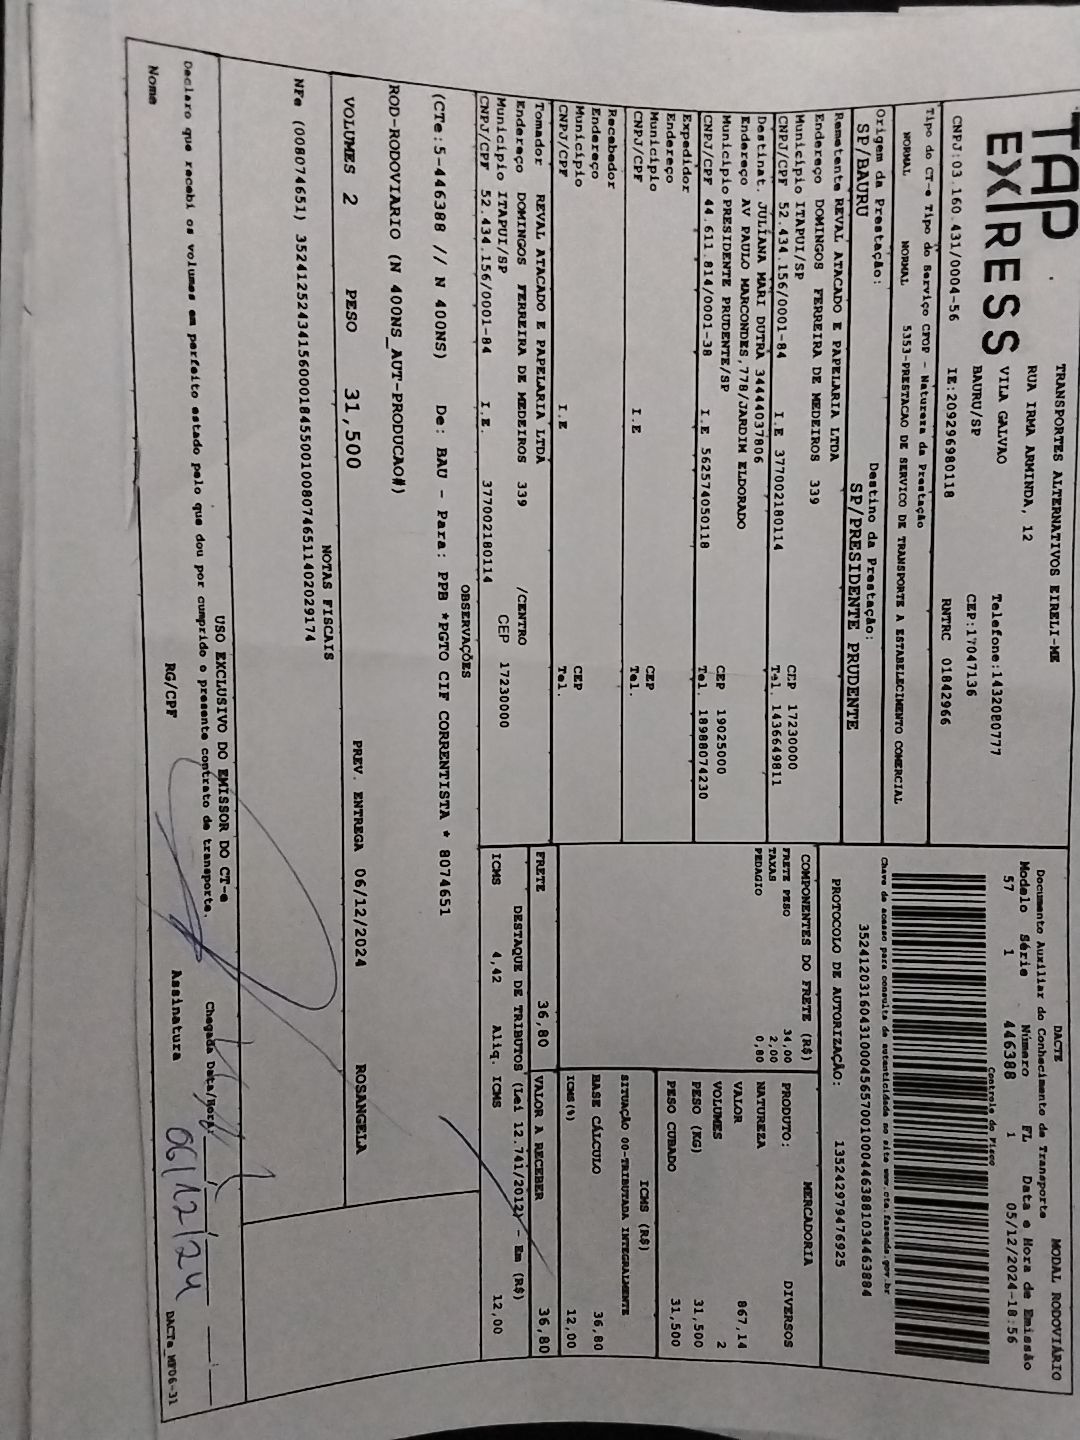 TAP EXPRESS
TRANSPORTES ALTERNATIVOS EIRELI-ME
RUA IRMA ARMINDA, 12
VILA GALVAO Telefone:1432080777
BAURU/SP CEP:17047136
CNPJ:03.160.431/0004-56 IE:209296980118 RNTRC 01842966
DACTE MODAL RODOVIÁRIO
Documento Auxiliar do Conhecimento de Transporte
Modelo Série Número FL Data e Hora de Emissão
57 1 446388 1 05/12/2024-18:56
Controle do Fisco
Tipo do CT-e Tipo do Serviço CFOP - Natureza da Prestação
NORMAL NORMAL 5353-PRESTACAO DE SERVICO DE TRANSPORTE A ESTABELECIMENTO COMERCIAL
Chave de acesso para consulta de autenticidade no site www.cte.fazenda.gov.br
35241203160431000456570010004463881034463884
Origem da Prestação: Destino da Prestação:
SP/BAURU SP/PRESIDENTE PRUDENTE
PROTOCOLO DE AUTORIZAÇÃO: 135242979476925
Remetente REVAL ATACADO E PAPELARIA LTDA
Endereço DOMINGOS FERREIRA DE MEDEIROS 339
Município ITAPUI/SP CEP 17230000
CNPJ/CPF 52.434.156/0001-84 I.E 377002180114 Tel. 1436649811
Destinat. JULIANA MARI DUTRA 34444037806
Endereço AV PAULO MARCONDES,778/JARDIM ELDORADO
Município PRESIDENTE PRUDENTE/SP CEP 19025000
CNPJ/CPF 44.611.814/0001-38 I.E 562574050118 Tel. 18988074230
Expedidor
Endereço
Município CEP
CNPJ/CPF I.E Tel.
Recebedor
Endereço
Município CEP
CNPJ/CPF I.E Tel.
Tomador REVAL ATACADO E PAPELARIA LTDA
Endereço DOMINGOS FERREIRA DE MEDEIROS 339 /CENTRO
Município ITAPUI/SP CEP 17230000
CNPJ/CPF 52.434.156/0001-84 I.E. 377002180114
COMPONENTES DO FRETE (R$)
FRETE PESO 34,00
TAXAS 2,00
PEDAGIO 0,80
MERCADORIA
PRODUTO: DIVERSOS
NATUREZA
VALOR 867,14
VOLUMES 2
PESO (KG) 31,500
PESO CUBADO 31,500
ICMS (R$)
SITUAÇÃO 00-TRIBUTADA INTEGRALMENTE
BASE CÁLCULO 36,80
ICMS(%) 12,00
FRETE 36,80 VALOR A RECEBER 36,80
DESTAQUE DE TRIBUTOS (Lei 12.741/2012) - Em (R$)
ICMS 4,42 Aliq. ICMS 12,00
OBSERVAÇÕES
(CTe:5-446388 // N 400NS) De: BAU - Para: PPB *PGTO CIF CORRENTISTA * 8074651
ROD-RODOVIARIO (N 400NS_AUT-PRODUCAO#)
VOLUMES 2 PESO 31,500 PREV. ENTREGA 06/12/2024 ROSANGELA
NOTAS FISCAIS
NFe (008074651) 35241252434156000184550010080746511402029174
USO EXCLUSIVO DO EMISSOR DO CT-e
Declaro que recebi os volumes em perfeito estado pelo que dou por cumprido o presente contrato de transporte. Chegada Data/Hora:
Nome RG/CPF Assinatura 06/12/24
DACTe_MF06-31